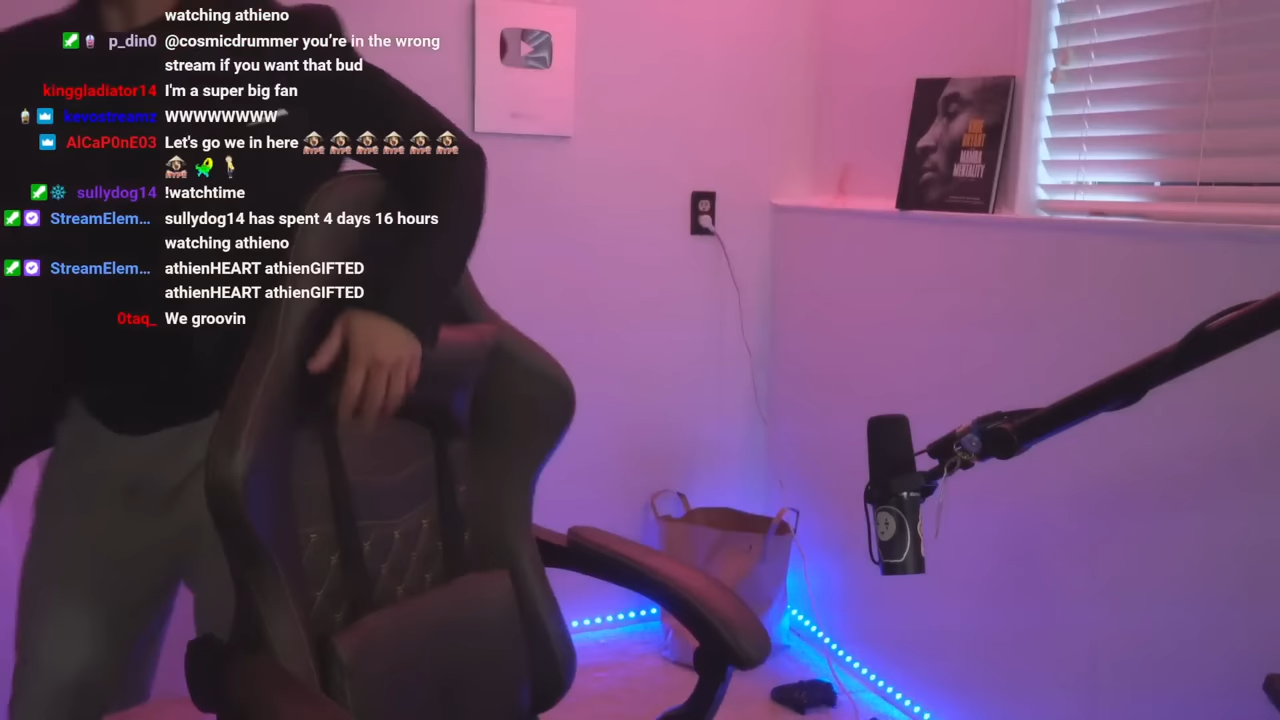 watching athieno
p_din0 @cosmicdrummer you’re in the wrong
stream if you want that bud
kinggladiator14 I'm a super big fan
kevostreamz WWWWWWWW
AlCaP0nE03 Let's go we in here
sullydog14 !watchtime
StreamElem... sullydog14 has spent 4 days 16 hours
watching athieno
StreamElem... athienHEART athienGIFTED
athienHEART athienGIFTED
0taq_ We groovin
KOBE
BRYANT
MAMBA
MENTALITY